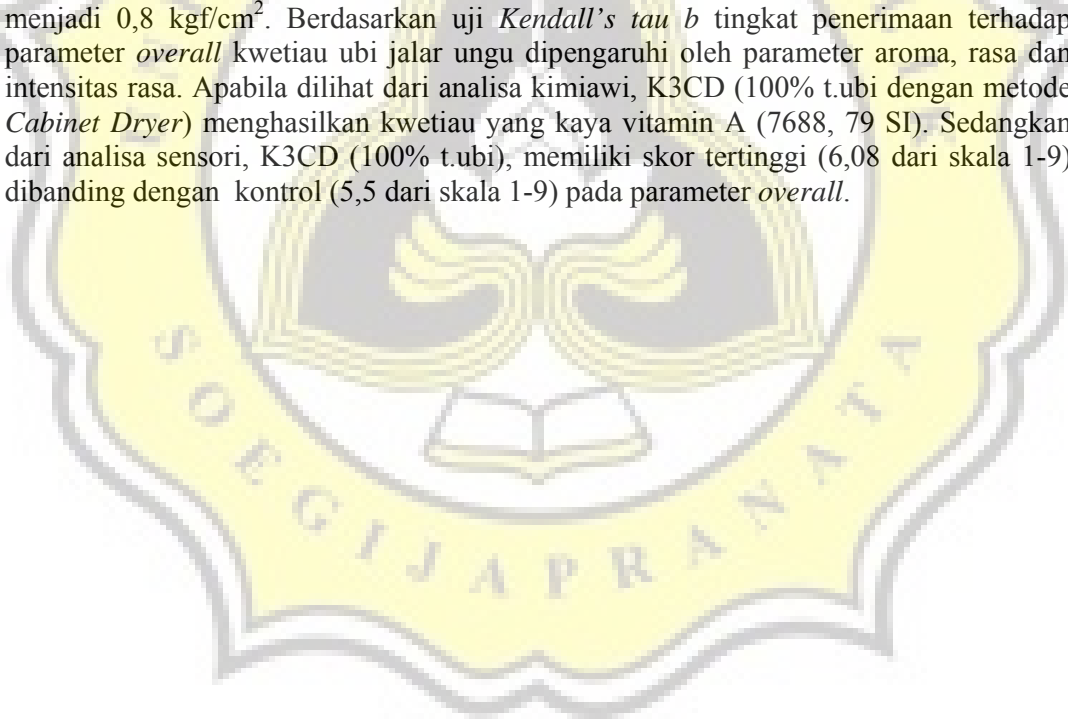 menjadi 0,8 kgf/cm². Berdasarkan uji Kendall's tau b tingkat penerimaan terhadap
parameter overall kwetiau ubi jalar ungu dipengaruhi oleh parameter aroma, rasa dan
intensitas rasa. Apabila dilihat dari analisa kimiawi, K3CD (100% t.ubi dengan metode
Cabinet Dryer) menghasilkan kwetiau yang kaya vitamin A (7688, 79 SI). Sedangkan
dari analisa sensori, K3CD (100% t.ubi), memiliki skor tertinggi (6,08 dari skala 1-9)
dibanding dengan kontrol (5,5 dari skala 1-9) pada parameter overall.
SOEGIJAPRANATA